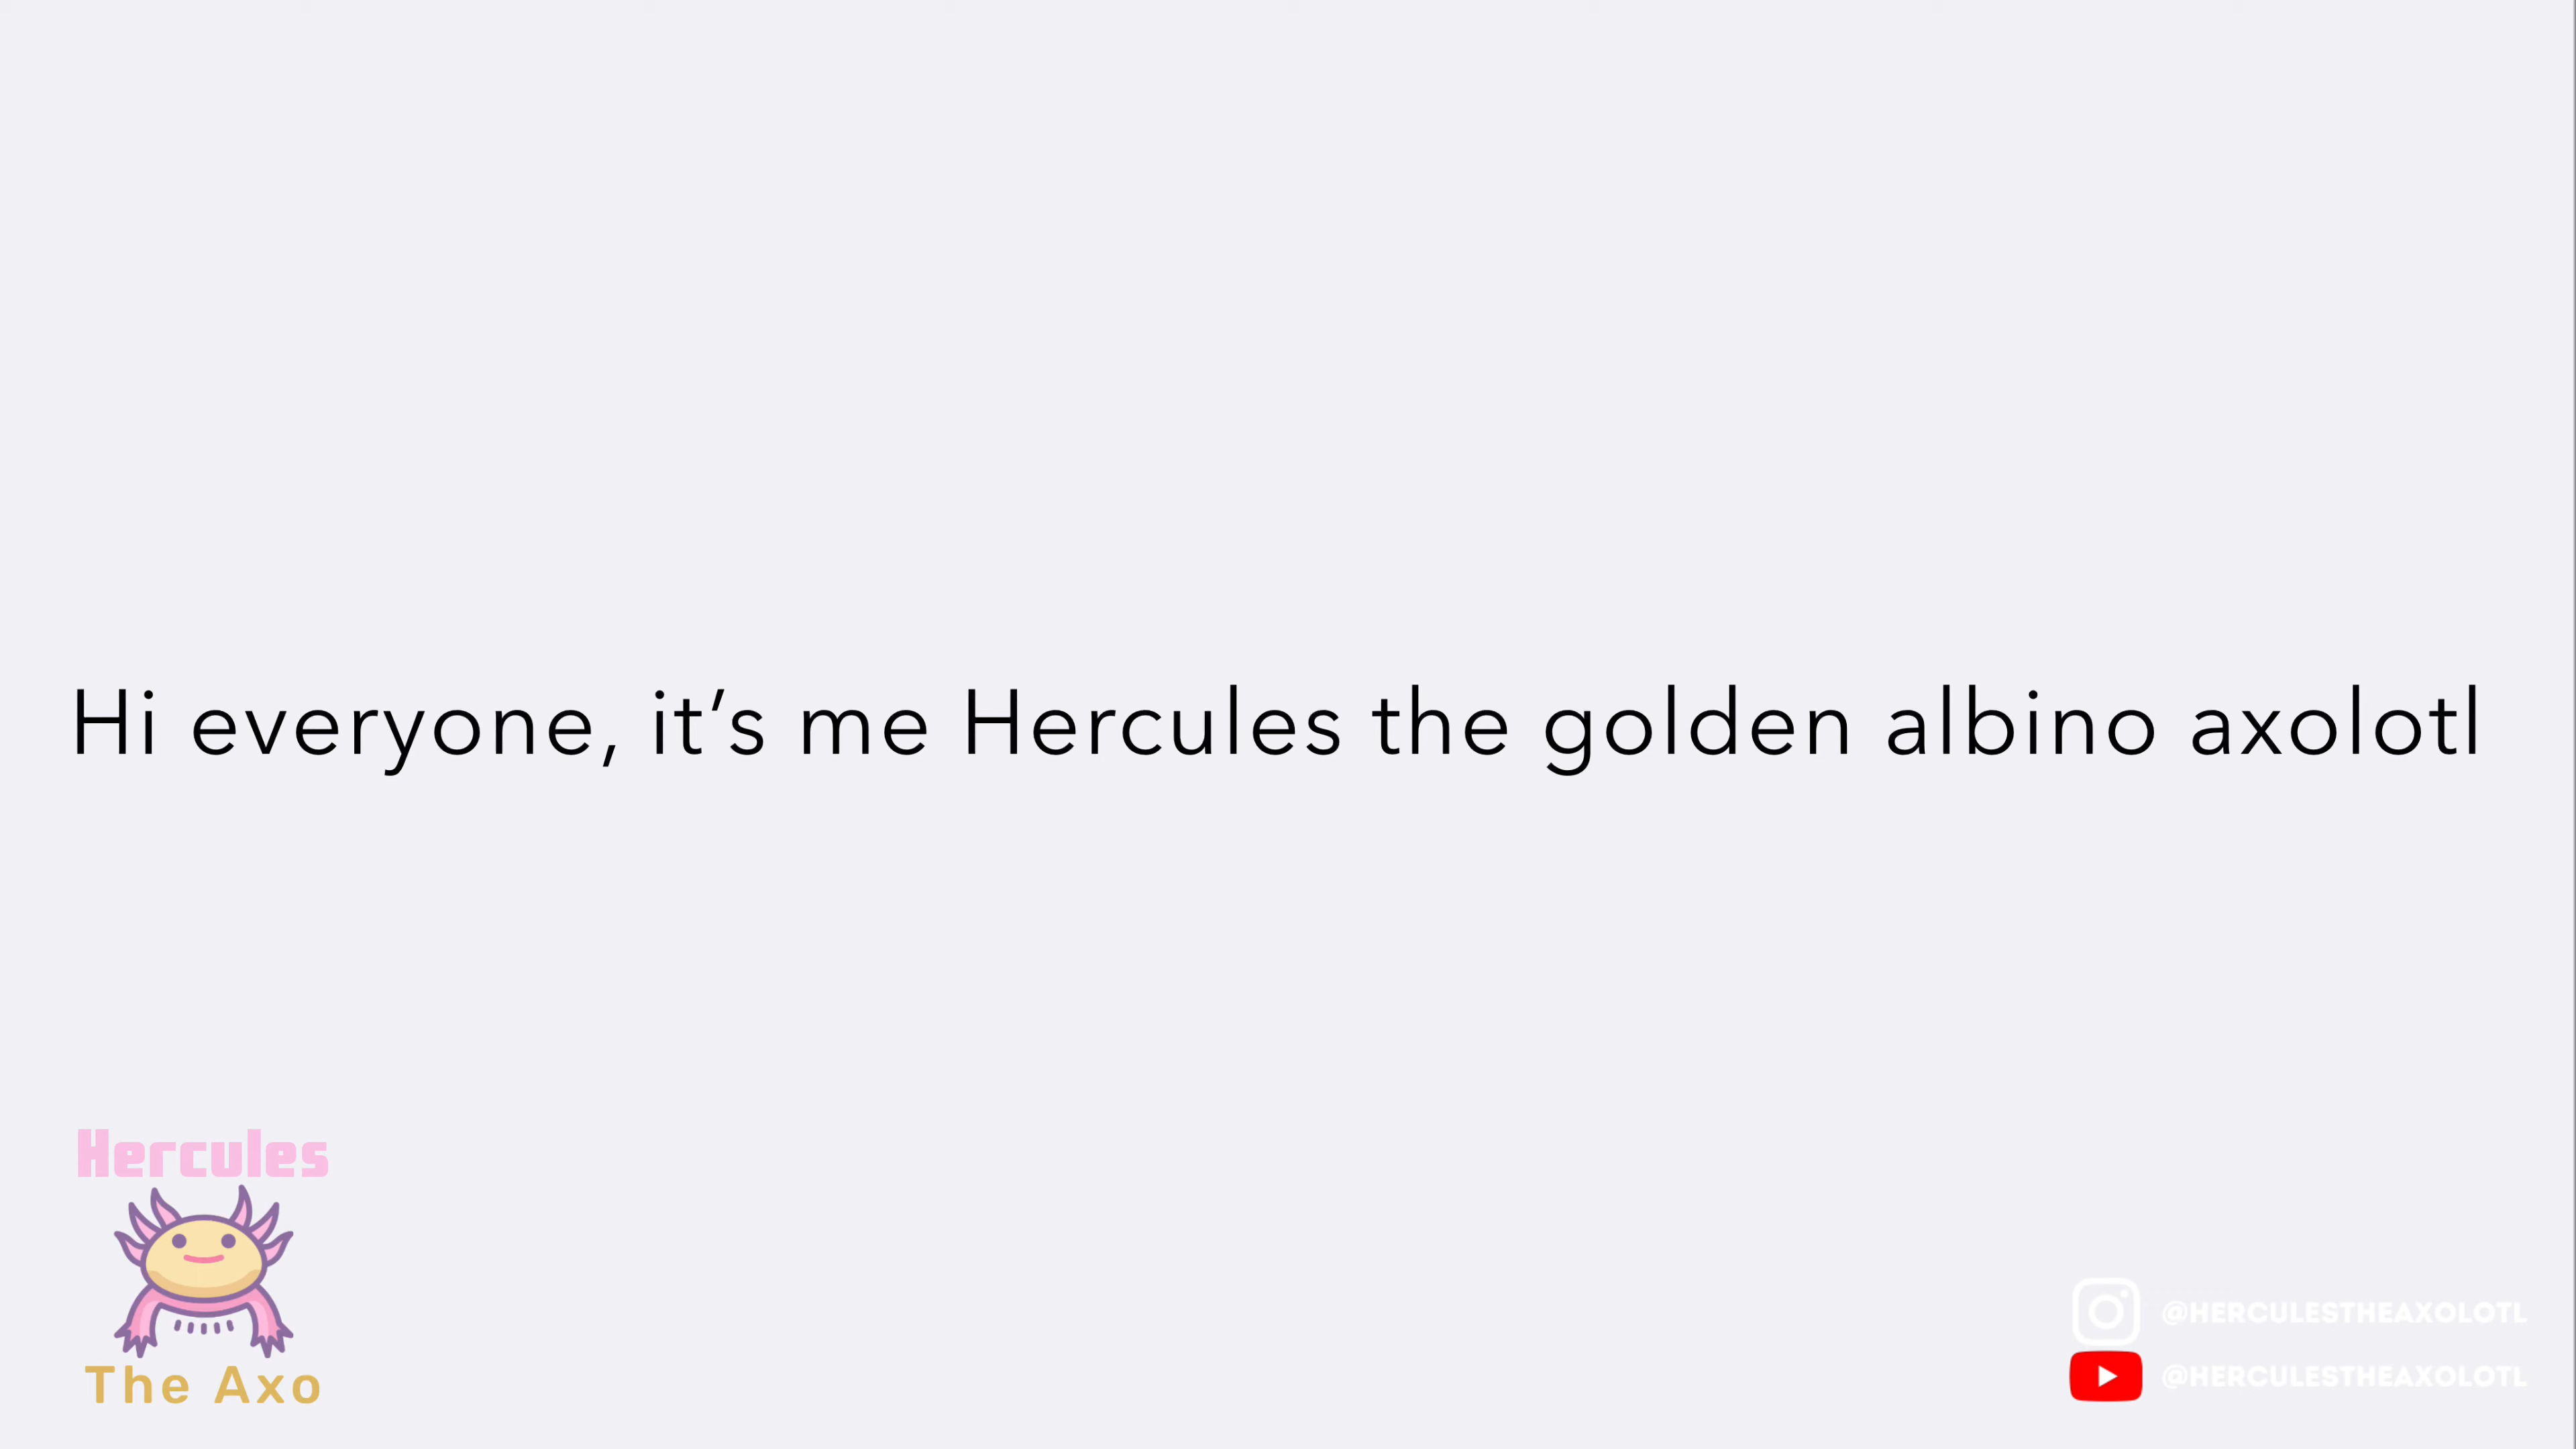 Hi everyone, it’s me Hercules the golden albino axolotl
Hercules
The Axo
@HERCULESTHEAXOLOTL
@HERCULESTHEAXOLOTL